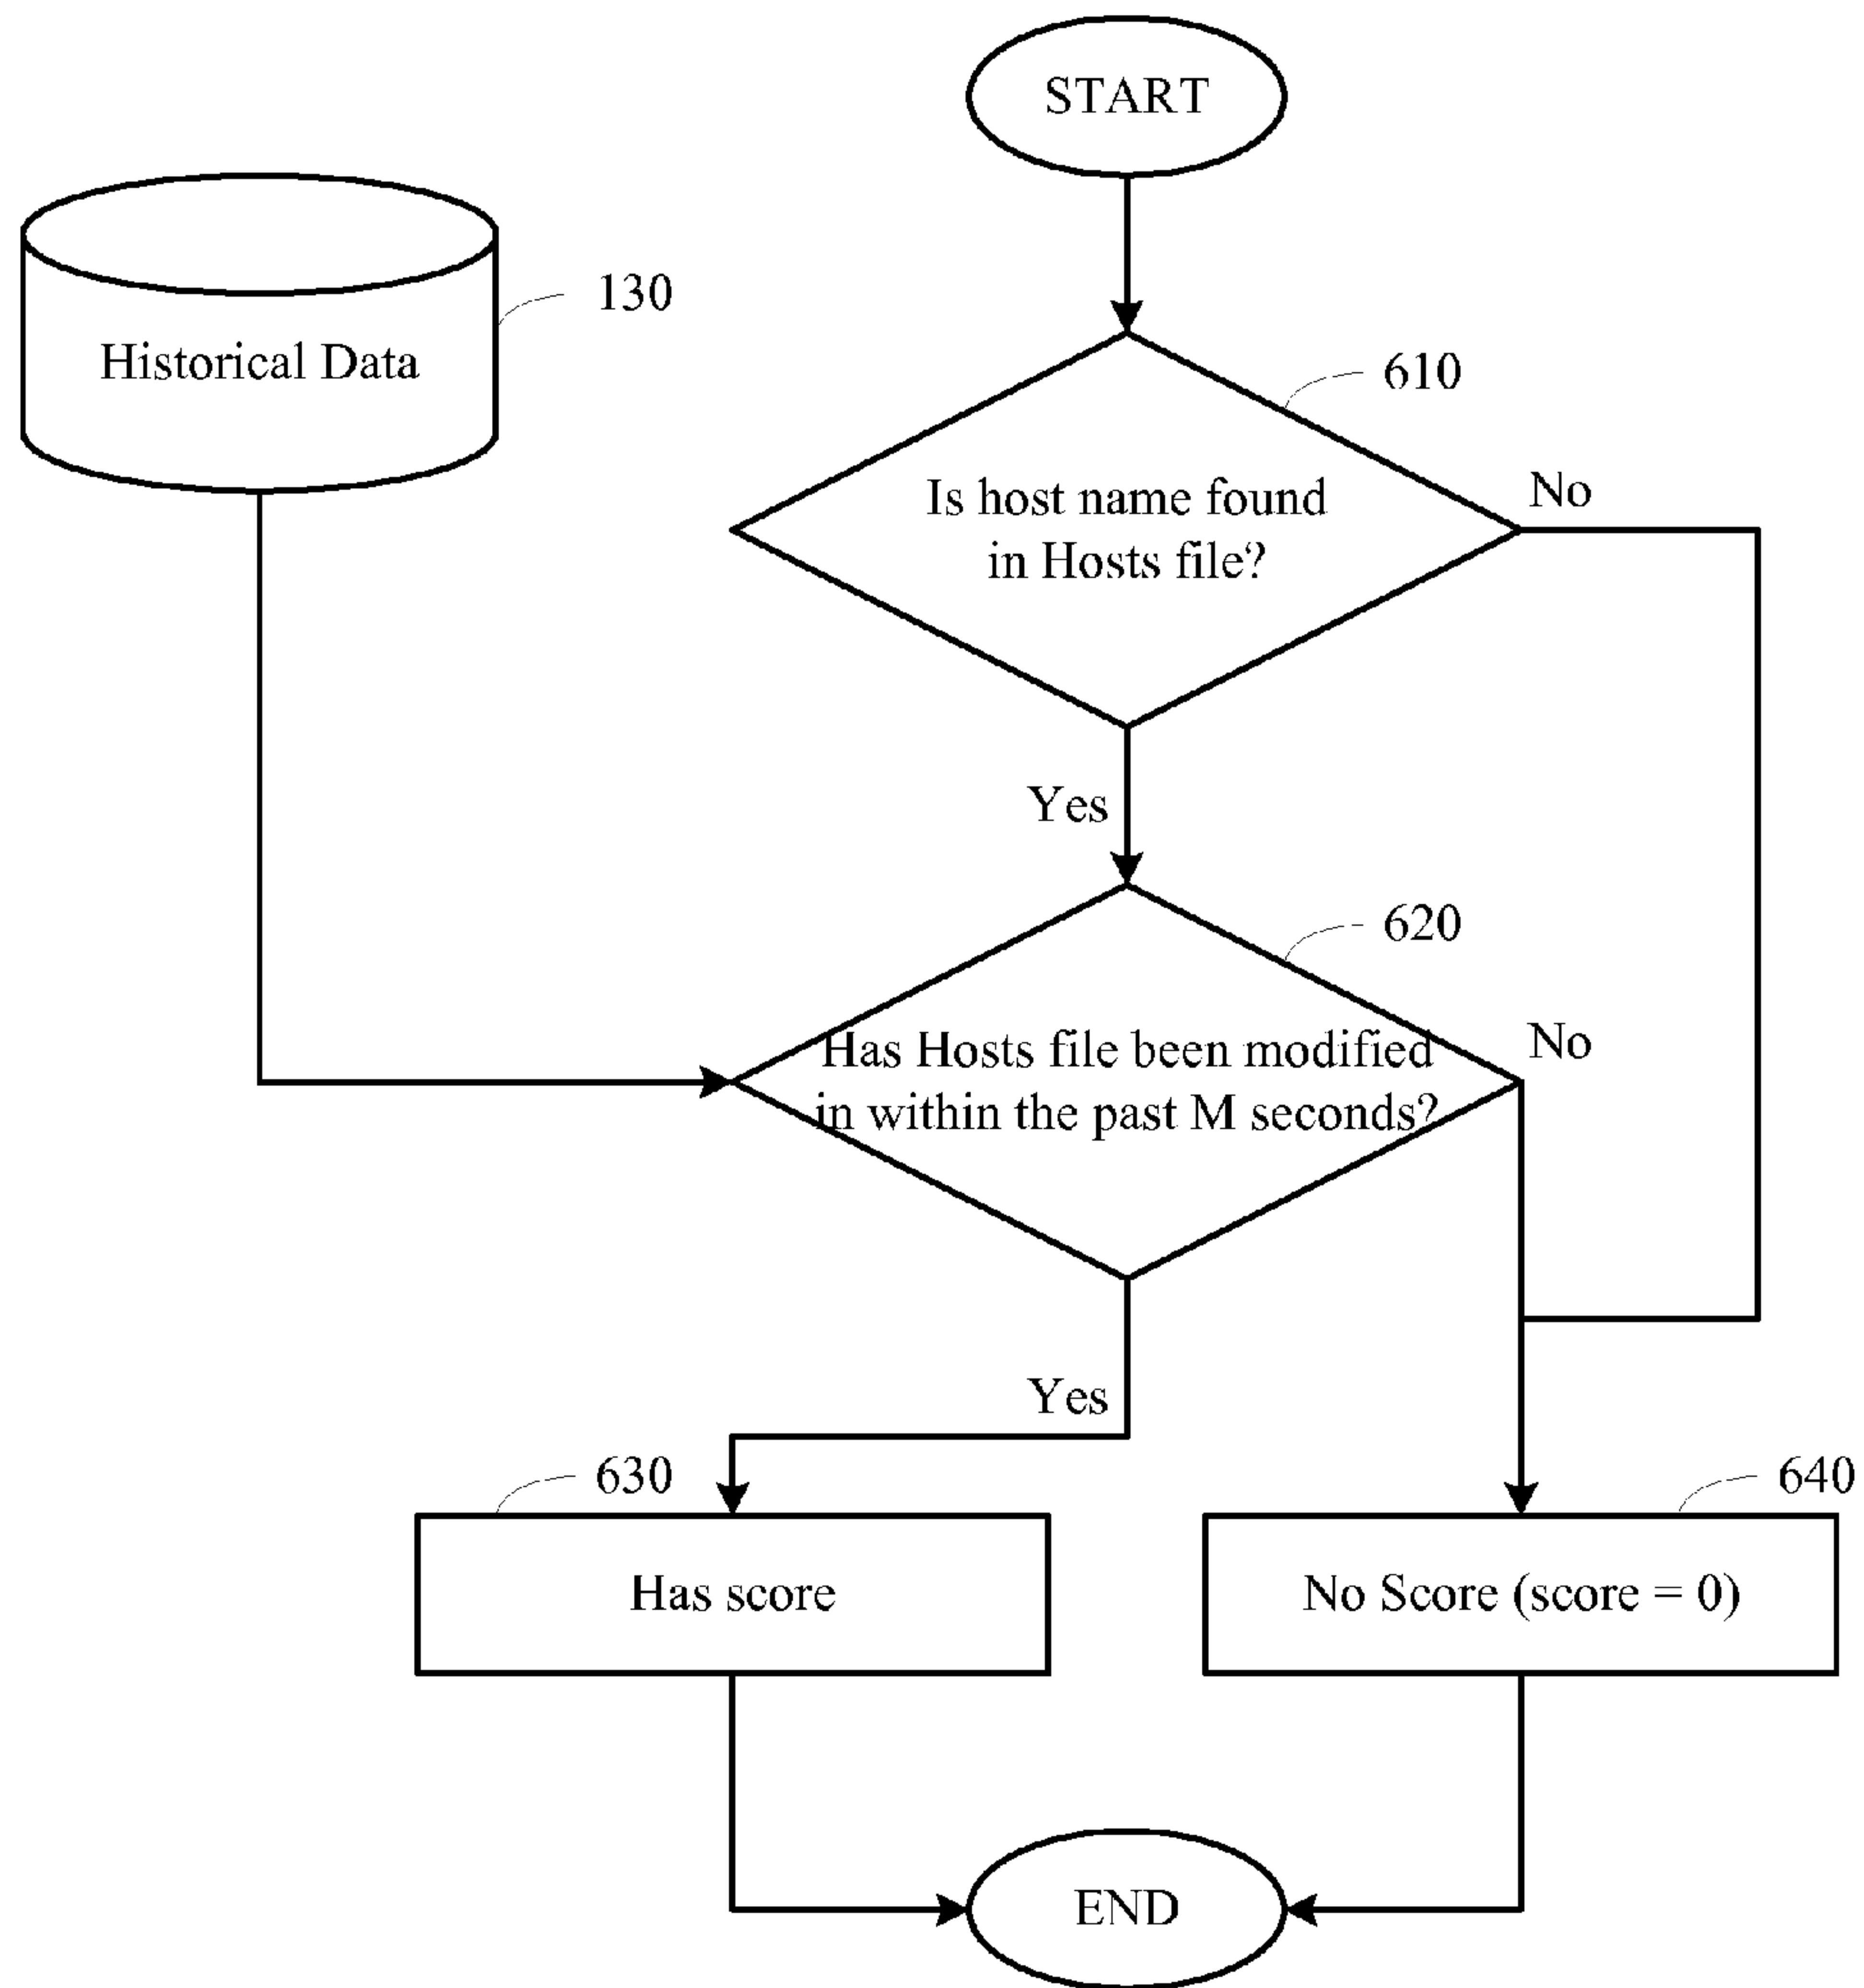 START
130
Historical Data
610
Is host name found
in Hosts file?
No
Yes
620
Has Hosts file been modified
in within the past M seconds?
No
Yes
630
Has score
640
No Score (score = 0)
END